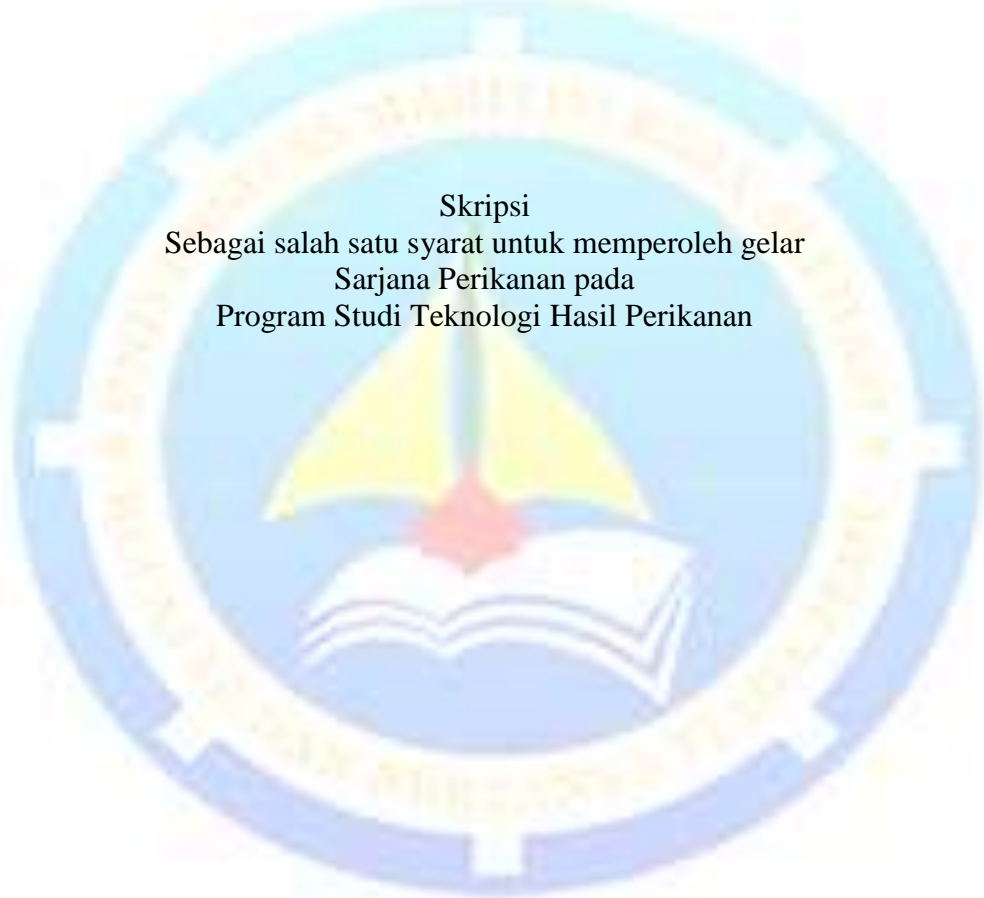 Skripsi
Sebagai salah satu syarat untuk memperoleh gelar
Sarjana Perikanan pada
Program Studi Teknologi Hasil Perikanan